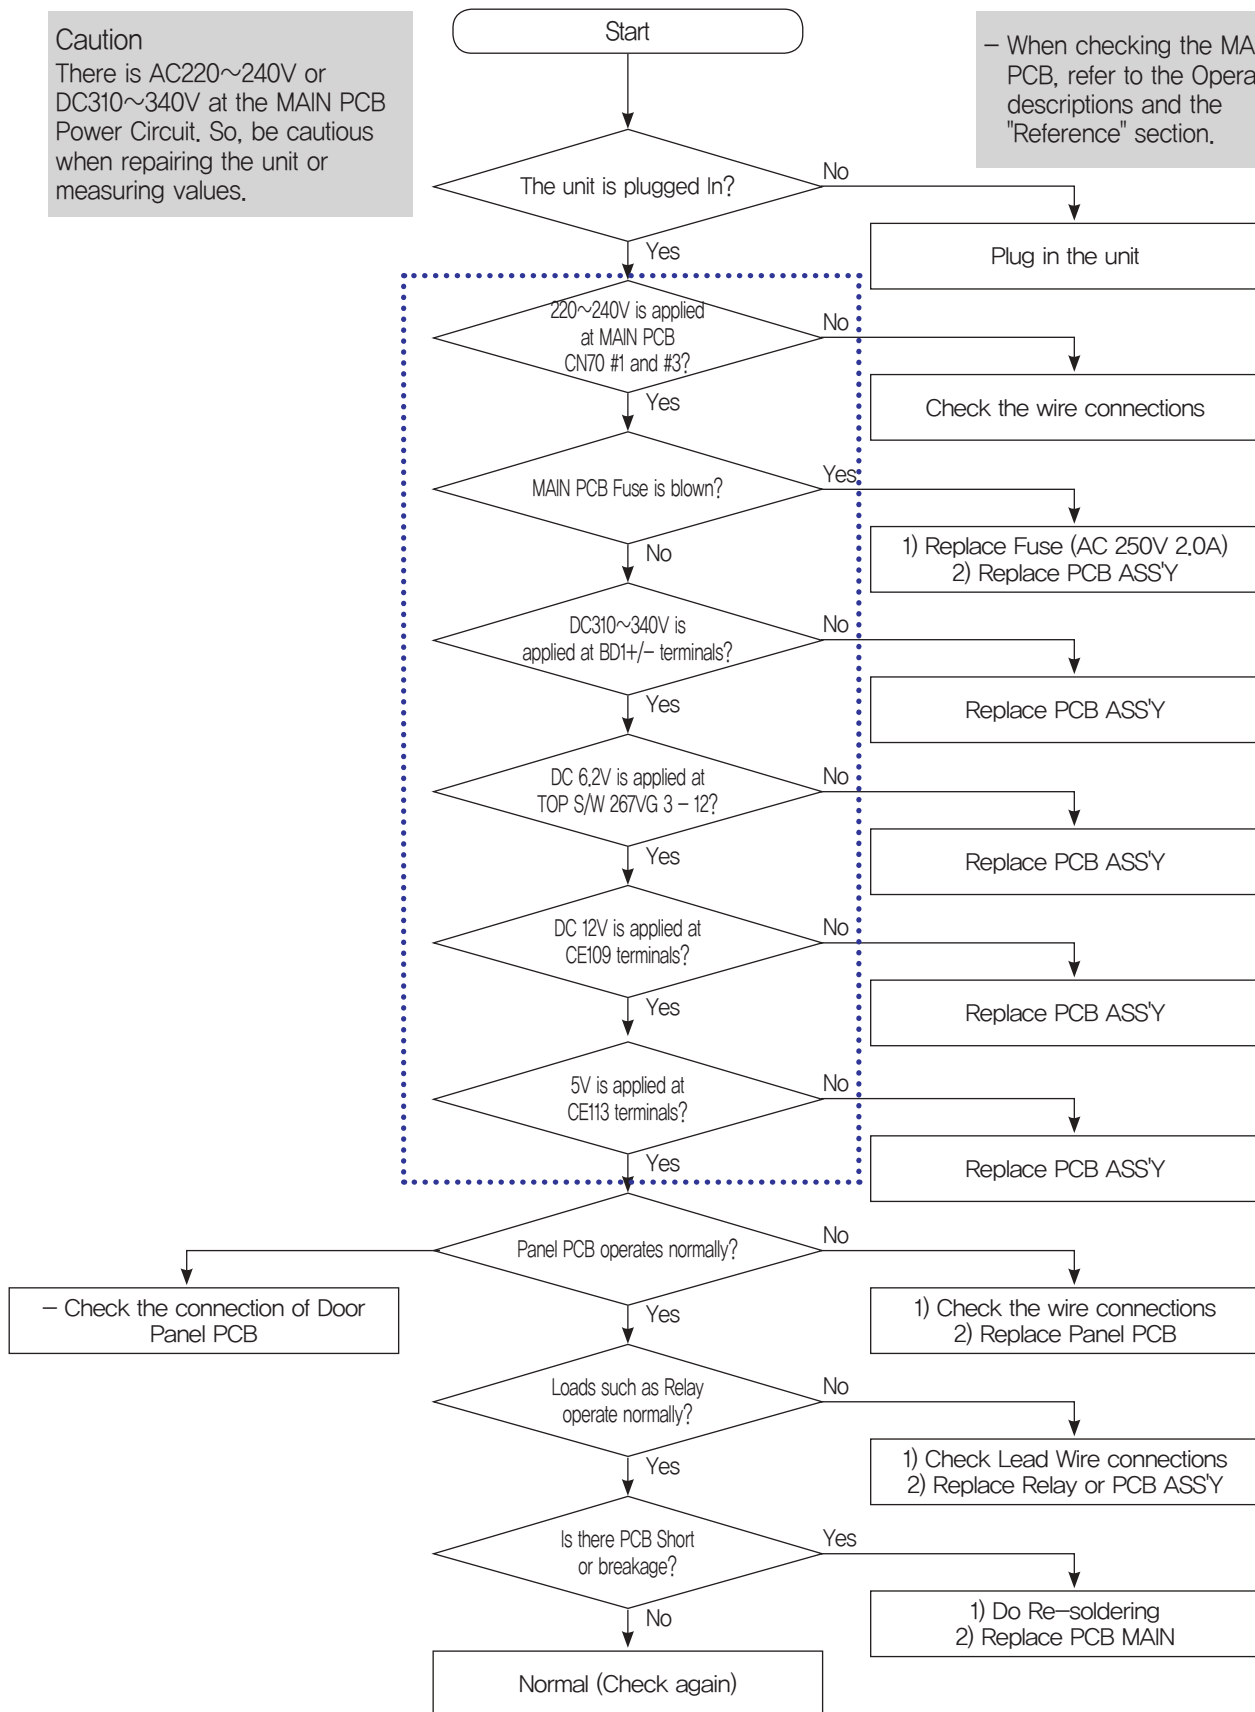 Caution
There is AC220~240V or
DC310~340V at the MAIN PCB
Power Circuit. So, be cautious
when repairing the unit or
measuring values.
Start
- When checking the MA
PCB, refer to the Opera
descriptions and the
"Reference" section.
The unit is plugged In?
No
Yes
Plug in the unit
220~240V is applied
at MAIN PCB
CN70 #1 and #3?
No
Yes
Check the wire connections
MAIN PCB Fuse is blown?
Yes
No
1) Replace Fuse (AC 250V 2.0A)
2) Replace PCB ASS'Y
DC310~340V is
applied at BD1+/- terminals?
No
Yes
Replace PCB ASS'Y
DC 6.2V is applied at
TOP S/W 267VG 3 - 12?
No
Yes
Replace PCB ASS'Y
DC 12V is applied at
CE109 terminals?
No
Yes
Replace PCB ASS'Y
5V is applied at
CE113 terminals?
No
Yes
Replace PCB ASS'Y
Panel PCB operates normally?
No
Yes
- Check the connection of Door
Panel PCB
1) Check the wire connections
2) Replace Panel PCB
Loads such as Relay
operate normally?
No
Yes
1) Check Lead Wire connections
2) Replace Relay or PCB ASS'Y
Is there PCB Short
or breakage?
Yes
No
1) Do Re-soldering
2) Replace PCB MAIN
Normal (Check again)